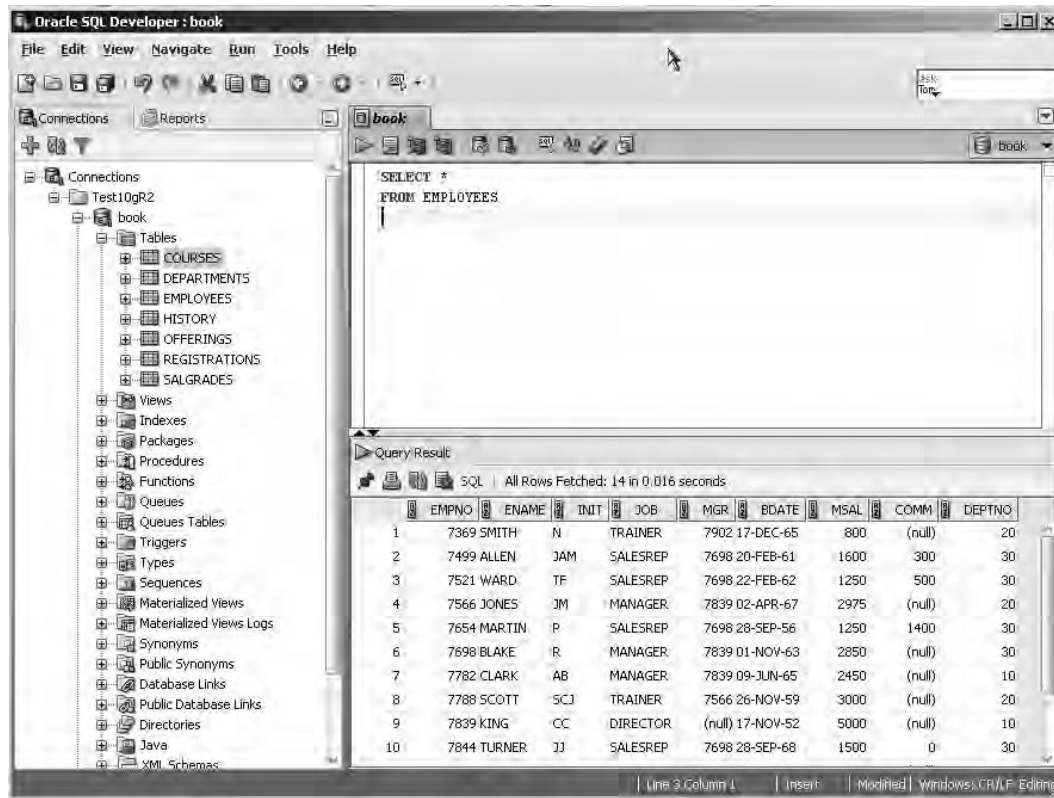 Oracle SQL Developer : book
File Edit View Navigate Run Tools Help
Ask
Tom
Connections Reports
book
book
Connections
Test10gR2
book
Tables
COURSES
DEPARTMENTS
EMPLOYEES
HISTORY
OFFERINGS
REGISTRATIONS
SALGRADES
Views
Indexes
Packages
Procedures
Functions
Queues
Queues Tables
Triggers
Types
Sequences
Materialized Views
Materialized Views Logs
Synonyms
Public Synonyms
Database Links
Public Database Links
Directories
Java
XML Schemas
SELECT *
FROM EMPLOYEES
Query Result
SQL | All Rows Fetched: 14 in 0.016 seconds
EMPNO ENAME INIT JOB MGR BDATE MSAL COMM DEPTNO
1 7369 SMITH N TRAINER 7902 17-DEC-65 800 (null) 20
2 7499 ALLEN JAM SALESREP 7698 20-FEB-61 1600 300 30
3 7521 WARD TF SALESREP 7698 22-FEB-62 1250 500 30
4 7566 JONES JM MANAGER 7839 02-APR-67 2975 (null) 20
5 7654 MARTIN P SALESREP 7698 28-SEP-56 1250 1400 30
6 7698 BLAKE R MANAGER 7839 01-NOV-63 2850 (null) 30
7 7782 CLARK AB MANAGER 7839 09-JUN-65 2450 (null) 10
8 7788 SCOTT SCJ TRAINER 7566 26-NOV-59 3000 (null) 20
9 7839 KING CC DIRECTOR (null) 17-NOV-52 5000 (null) 10
10 7844 TURNER JJ SALESREP 7698 28-SEP-68 1500 0 30
Line 3 Column 1 | Insert | Modified | Windows: CR/LF Editing